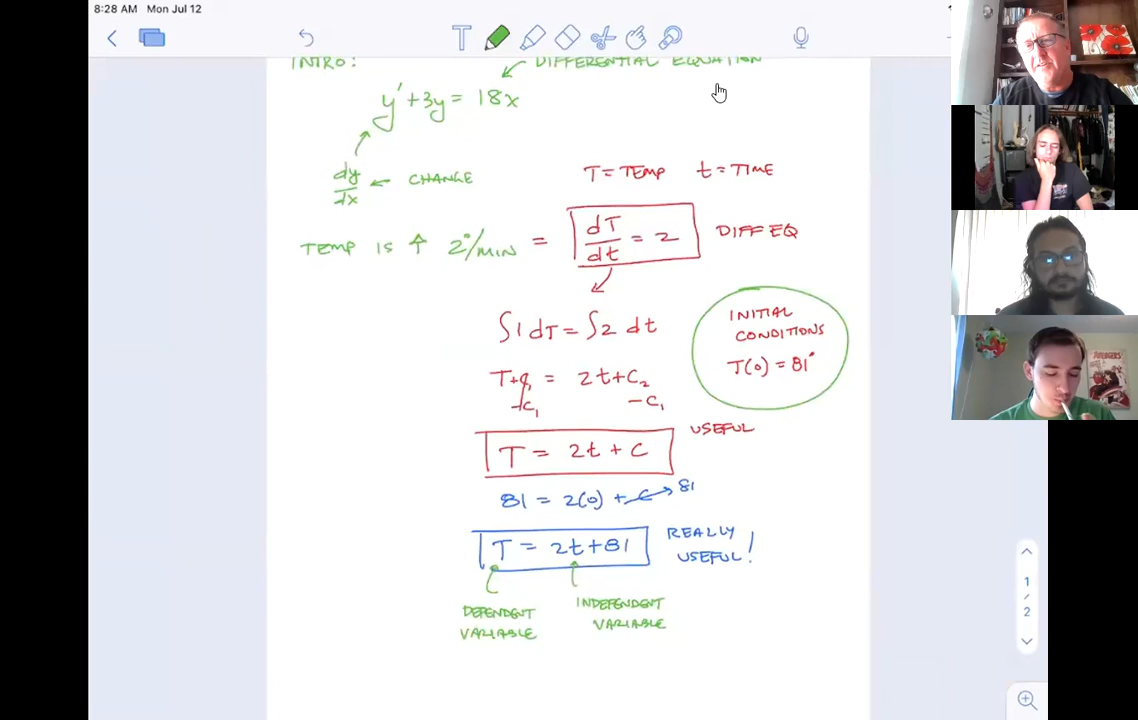 8:28 AM Mon Jul 12
INTRO:
DIFFERENTIAL EQUATION
y' + 3y = 18x
dy/dx ← CHANGE
T = TEMP t = TIME
TEMP IS ↑ 2°/MIN = dT/dt = 2 DIFF EQ
∫1 dT = ∫2 dt
INITIAL
CONDITIONS
T(0) = 81°
T+C₁ = 2t+C₂
-C₁ -C₁
USEFUL
T = 2t + C
81 = 2(0) + C → 81
T = 2t+81
REALLY
USEFUL!
DEPENDENT
VARIABLE
INDEPENDENT
VARIABLE
1
/
2
AVENGERS